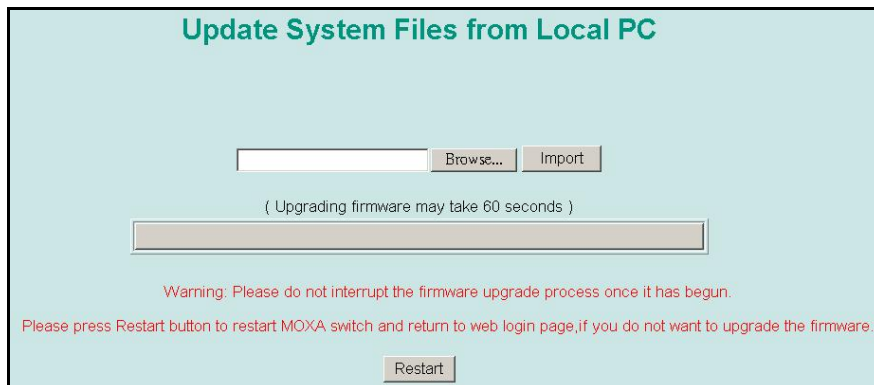 Update System Files from Local PC
Browse... Import
( Upgrading firmware may take 60 seconds )
Warning: Please do not interrupt the firmware upgrade process once it has begun.
Please press Restart button to restart MOXA switch and return to web login page,if you do not want to upgrade the firmware.
Restart